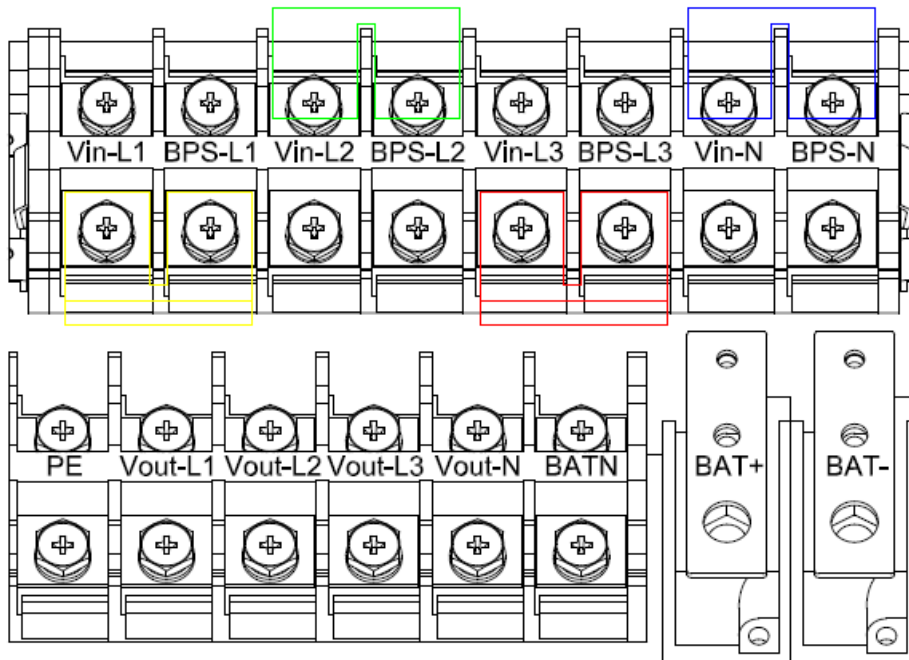 Vin-L1 BPS-L1 Vin-L2 BPS-L2 Vin-L3 BPS-L3 Vin-N BPS-N
PE Vout-L1 Vout-L2 Vout-L3 Vout-N BATN BAT+ BAT-